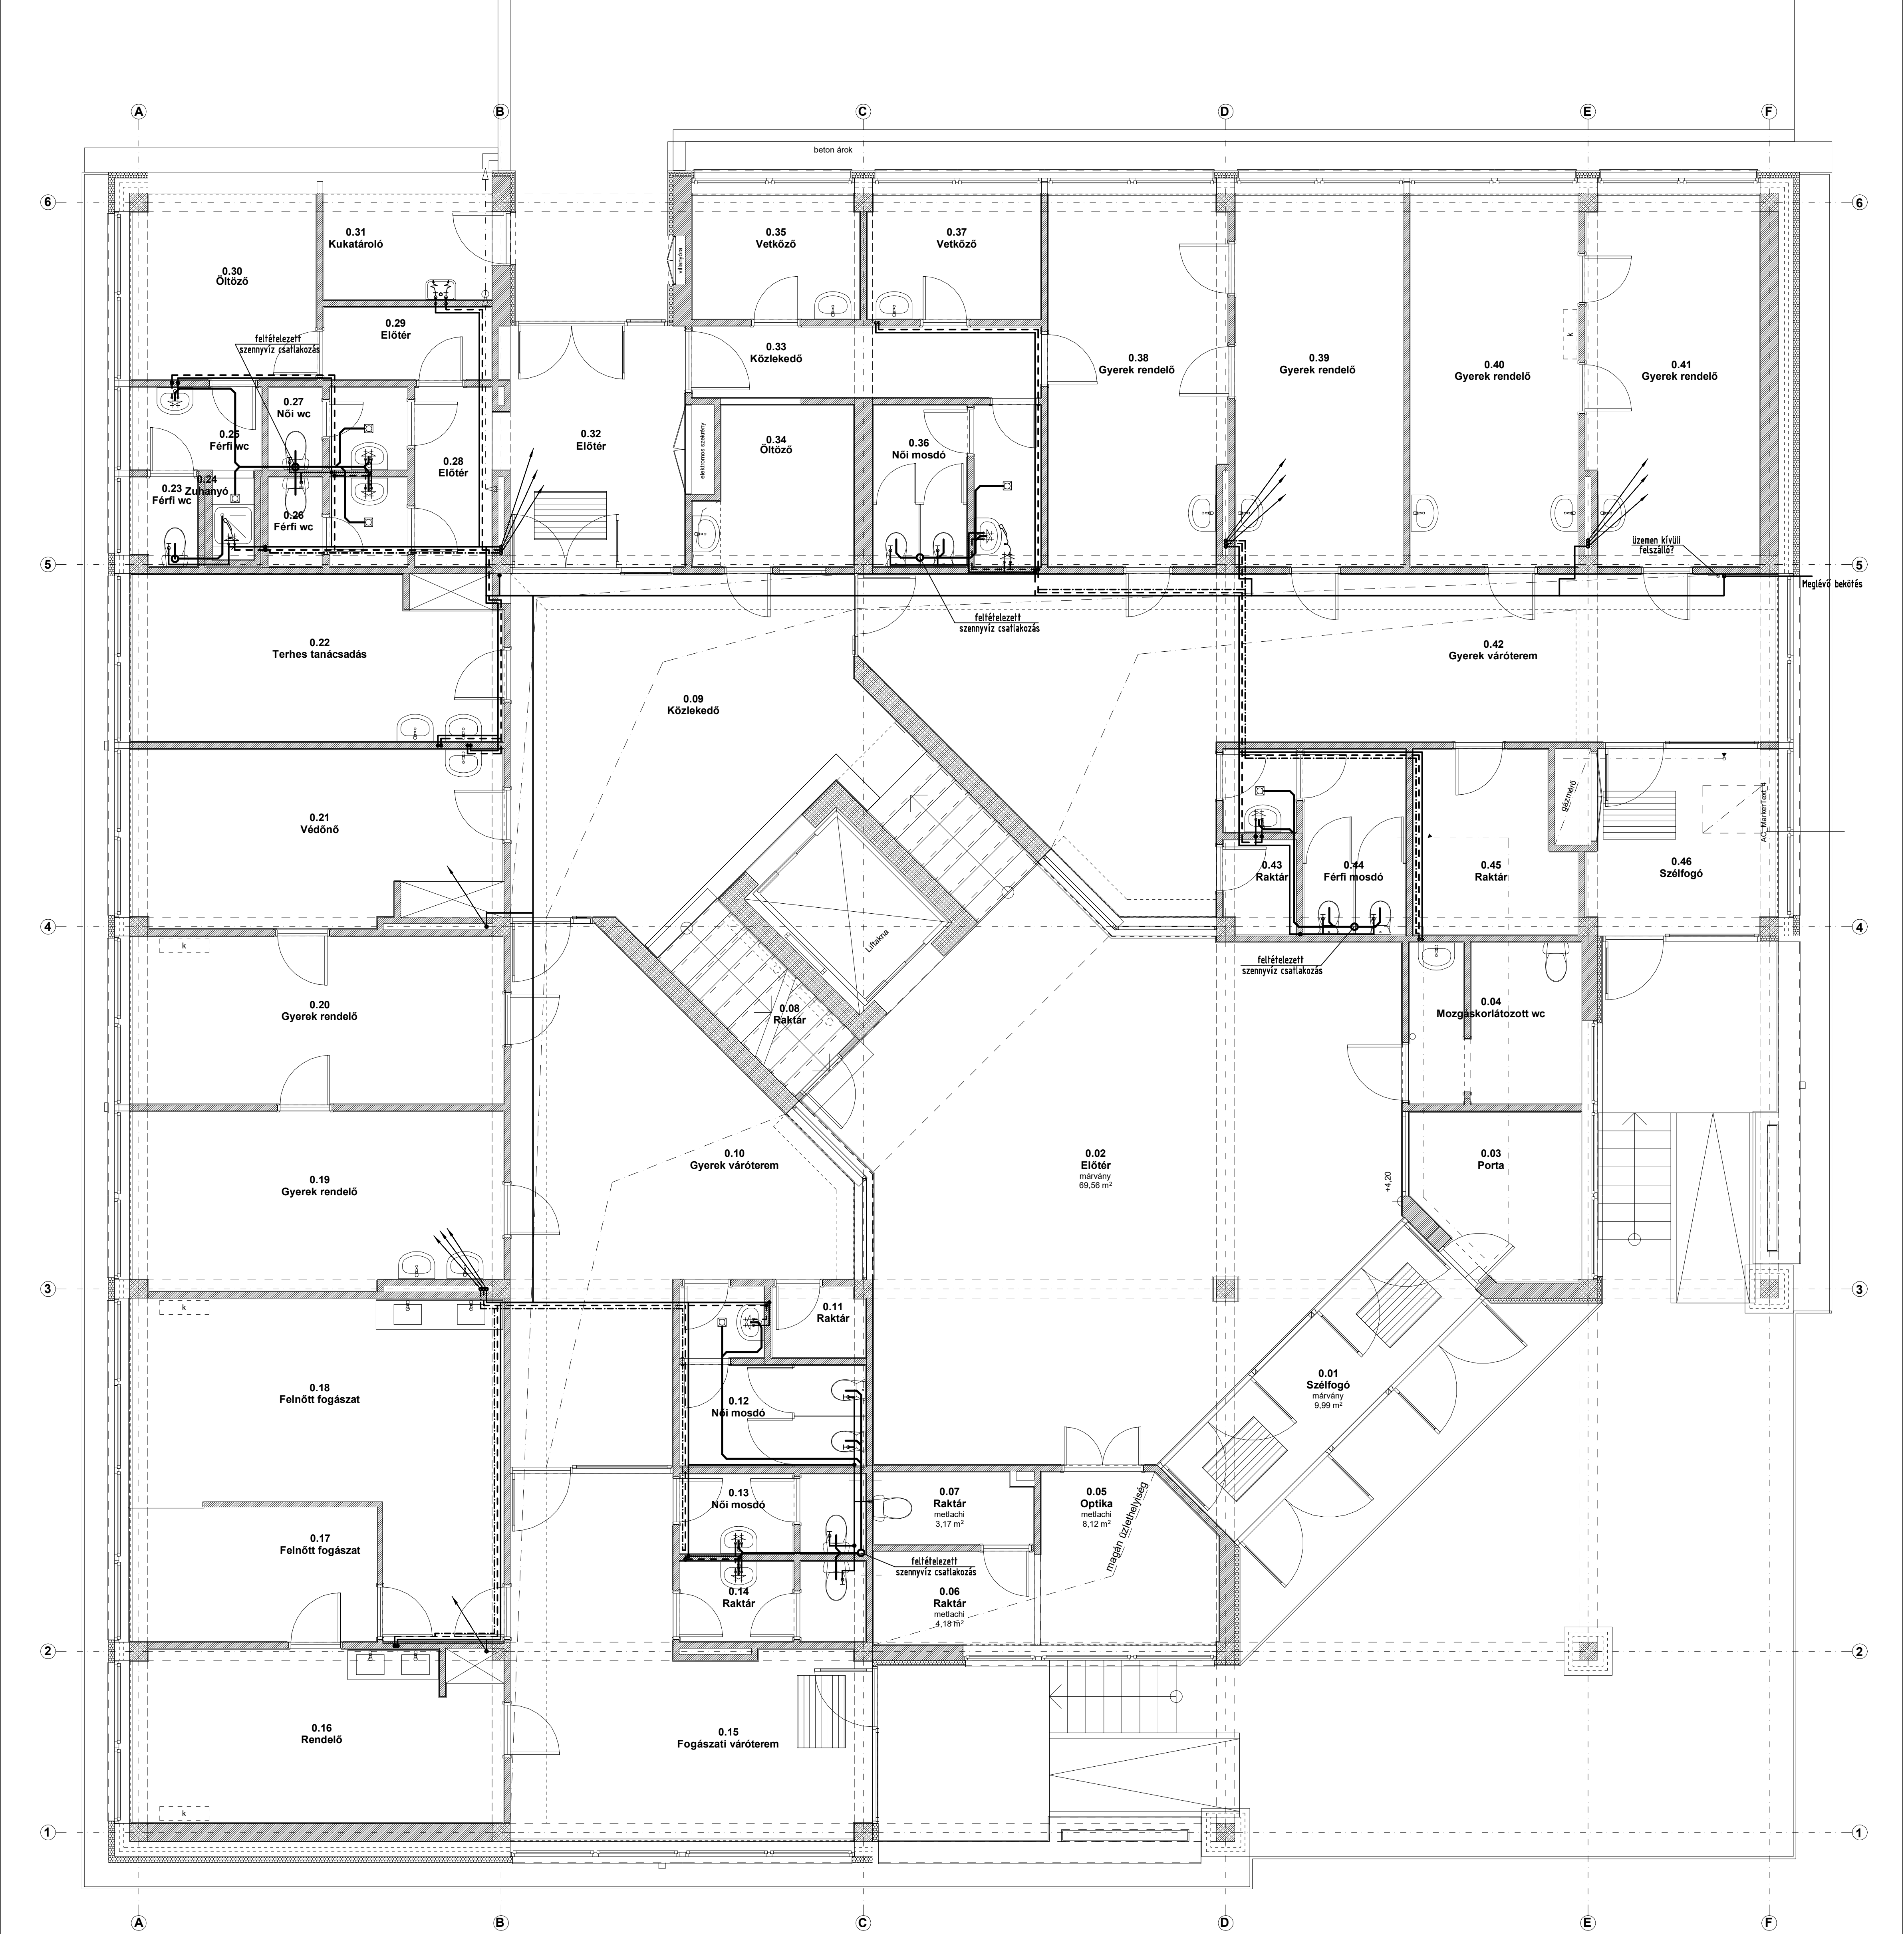 A
B
C
D
E
F
beton árok
6
6
0.31
Kukatároló
0.35
Vetkőző
0.37
Vetkőző
villanyóra
0.30
Öltöző
0.29
Előtér
k
feltételezett
szennyvíz csatlakozás
0.33
Közlekedő
0.38
Gyerek rendelő
0.39
Gyerek rendelő
0.40
Gyerek rendelő
0.41
Gyerek rendelő
0.27
Női wc
0.25
Férfi wc
0.32
Előtér
elektromos szekrény
0.34
Öltöző
0.36
Női mosdó
0.28
Előtér
0.24
Zuhanyó
0.23
Férfi wc
0.26
Férfi wc
üzemen kívüli
felszálló?
5
5
Meglévő bekötés
feltételezett
szennyvíz csatlakozás
0.22
Terhes tanácsadás
0.42
Gyerek váróterem
0.09
Közlekedő
0.21
Védőnő
gázmérő
AC_MarkerText_4
0.43
Raktár
0.44
Férfi mosdó
0.45
Raktár
0.46
Szélfogó
4
4
k
Liftakna
feltételezett
szennyvíz csatlakozás
0.20
Gyerek rendelő
0.08
Raktár
0.04
Mozgáskorlátozott wc
0.10
Gyerek váróterem
0.02
Előtér
márvány
69,56 m²
0.03
Porta
+4,20
0.19
Gyerek rendelő
3
3
k
0.11
Raktár
0.01
Szélfogó
márvány
9,99 m²
0.18
Felnőtt fogászat
0.12
Női mosdó
0.13
Női mosdó
0.07
Raktár
metlachi
3,17 m²
0.05
Optika
metlachi
8,12 m²
magán üzlethelyiség
0.17
Felnőtt fogászat
feltételezett
szennyvíz csatlakozás
0.14
Raktár
0.06
Raktár
metlachi
4,18 m²
2
2
0.16
Rendelő
0.15
Fogászati váróterem
k
1
1
A
B
C
D
E
F